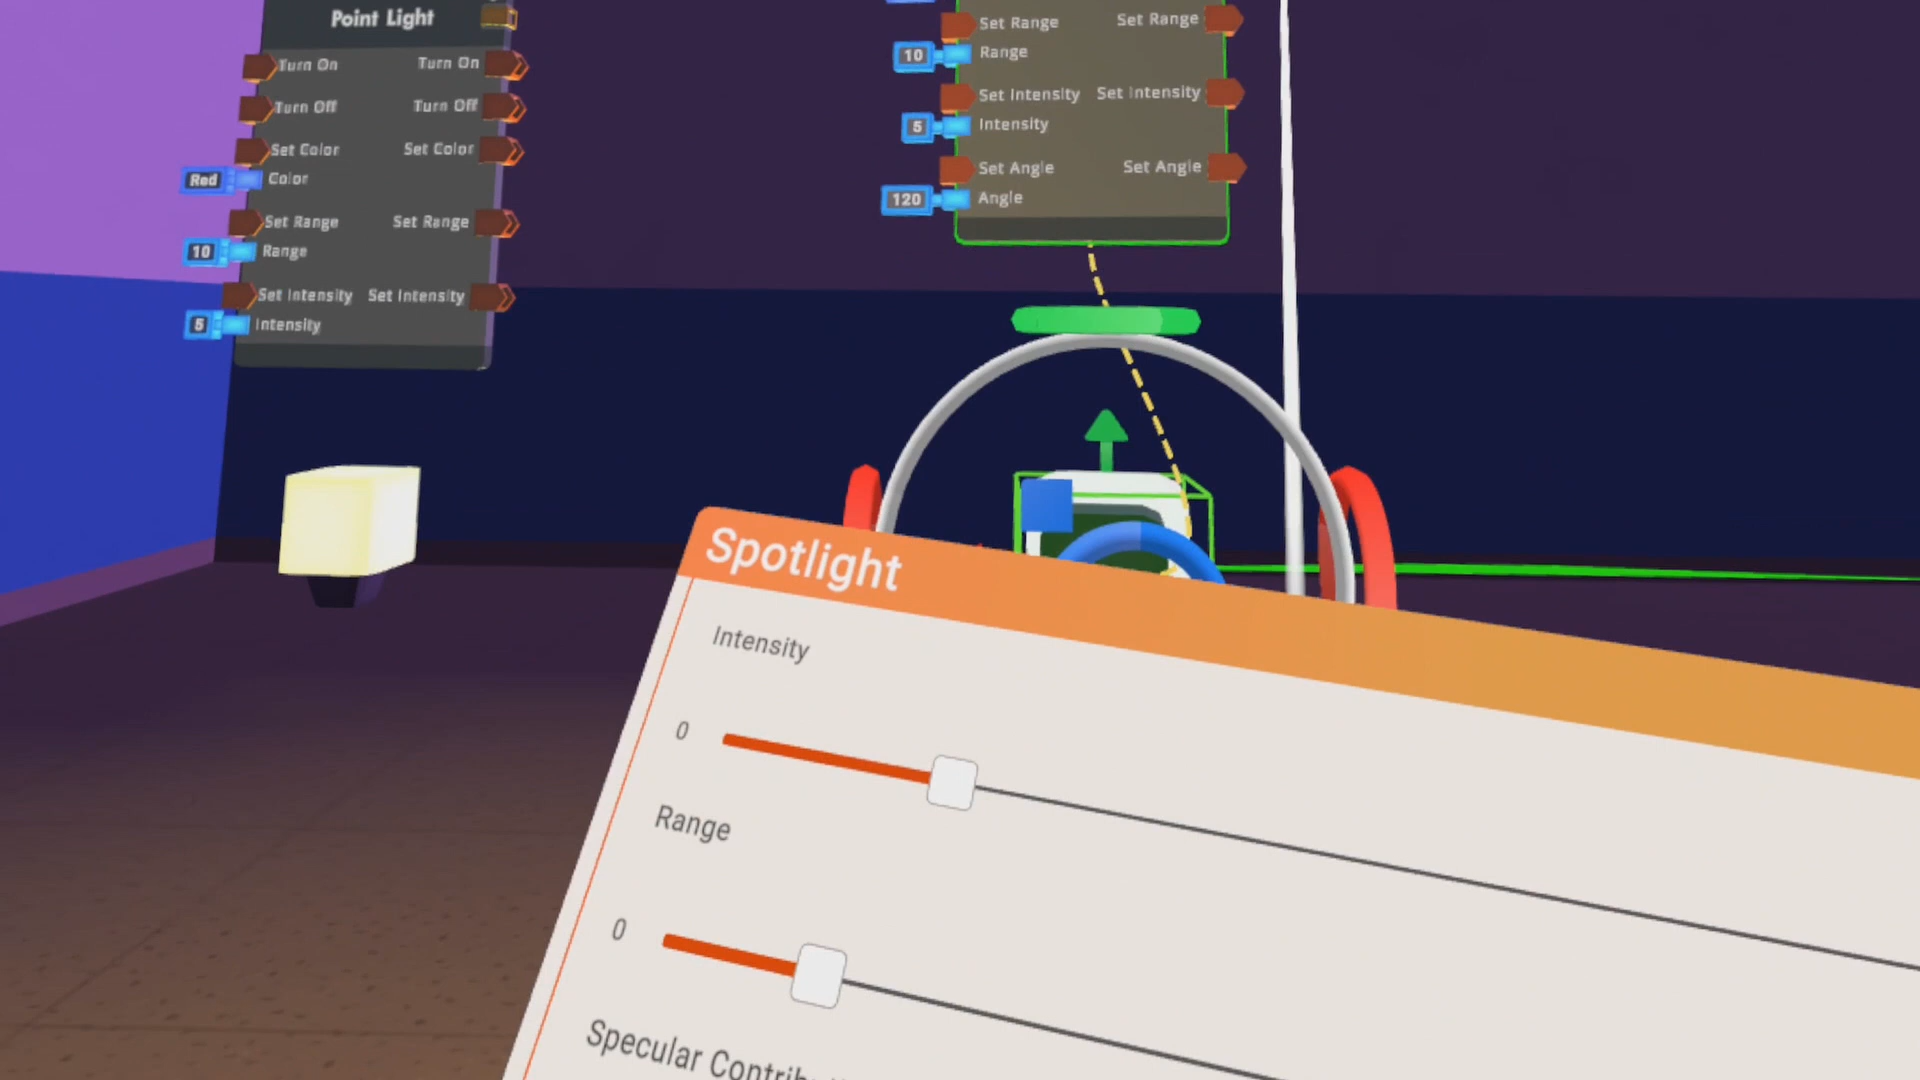 Point Light
Turn On Turn On
Turn Off Turn Off
Set Color Set Color
Red Color
Set Range Set Range
10 Range
Set Intensity Set Intensity
5 Intensity
Set Range Set Range
10 Range
Set Intensity Set Intensity
5 Intensity
Set Angle Set Angle
120 Angle
Spotlight
Intensity
0
Range
0
Specular